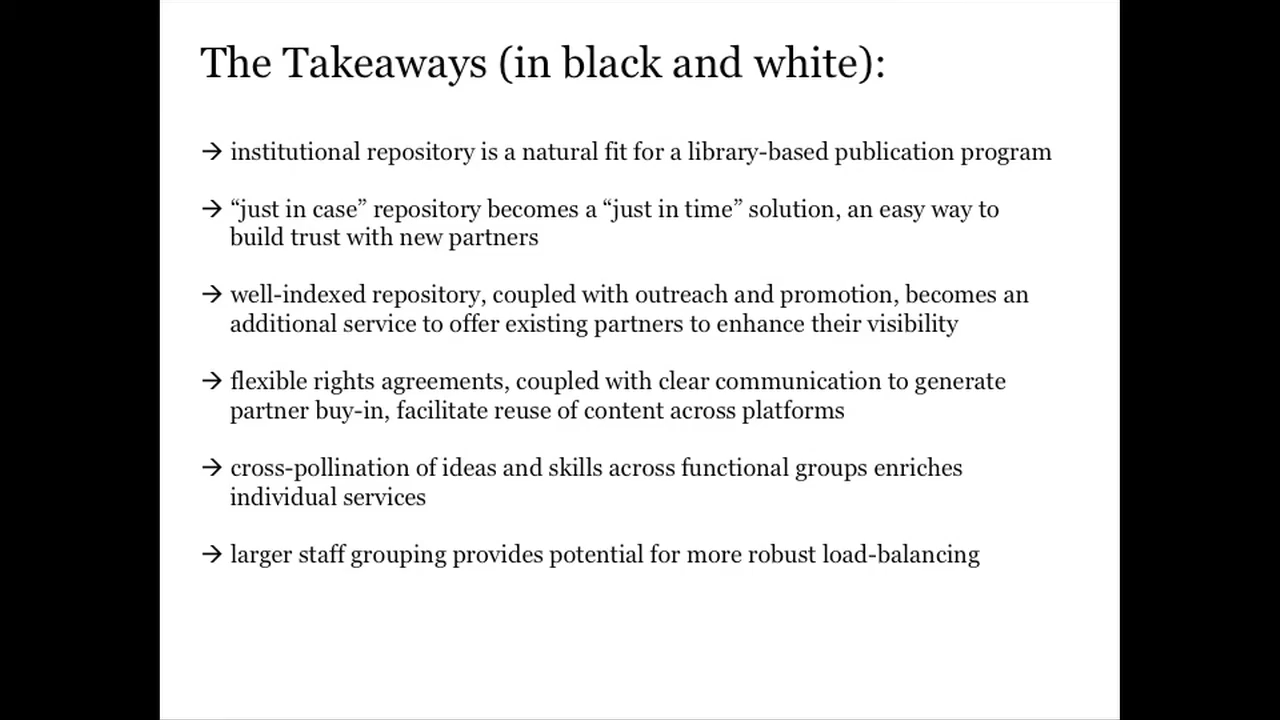 The Takeaways (in black and white):
→ institutional repository is a natural fit for a library-based publication program
→ “just in case” repository becomes a “just in time” solution, an easy way to
build trust with new partners
→ well-indexed repository, coupled with outreach and promotion, becomes an
additional service to offer existing partners to enhance their visibility
→ flexible rights agreements, coupled with clear communication to generate
partner buy-in, facilitate reuse of content across platforms
→ cross-pollination of ideas and skills across functional groups enriches
individual services
→ larger staff grouping provides potential for more robust load-balancing